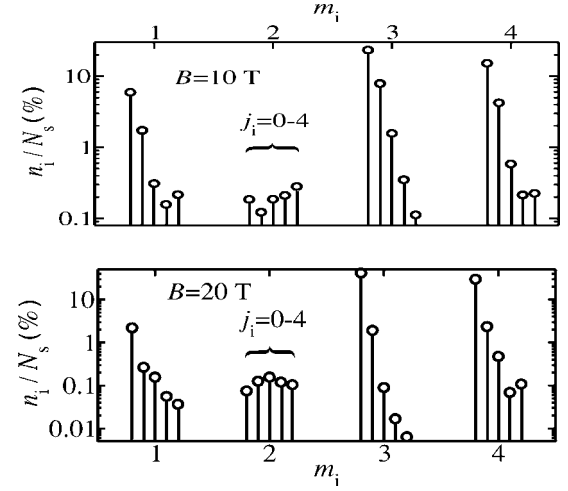 m_i
1 2 3 4
10
1
0.1
n_i / N_s (%)
B=10 T
j_i=0-4
10
1
0.1
0.01
n_i / N_s (%)
B=20 T
j_i=0-4
1 2 3 4
m_i